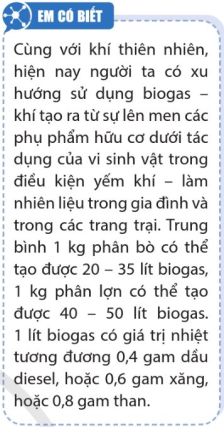 EM CÓ BIẾT
Cùng với khí thiên nhiên,
hiện nay người ta có xu
hướng sử dụng biogas –
khí tạo ra từ sự lên men các
phụ phẩm hữu cơ dưới tác
dụng của vi sinh vật trong
điều kiện yếm khí – làm
nhiên liệu trong gia đình và
trong các trang trại. Trung
bình 1 kg phân bò có thể
tạo được 20 – 35 lít biogas,
1 kg phân lợn có thể tạo
được 40 – 50 lít biogas.
1 lít biogas có giá trị nhiệt
tương đương 0,4 gam dầu
diesel, hoặc 0,6 gam xăng,
hoặc 0,8 gam than.